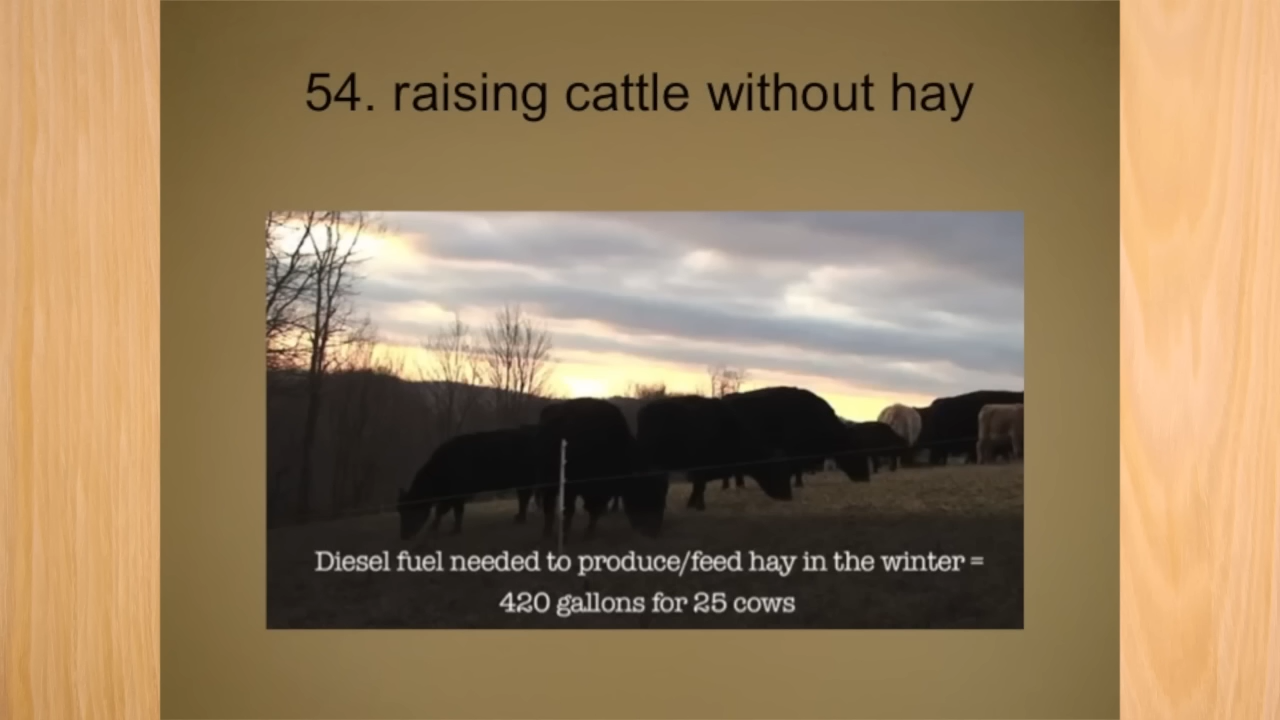 54. raising cattle without hay
Diesel fuel needed to produce/feed hay in the winter =
420 gallons for 25 cows